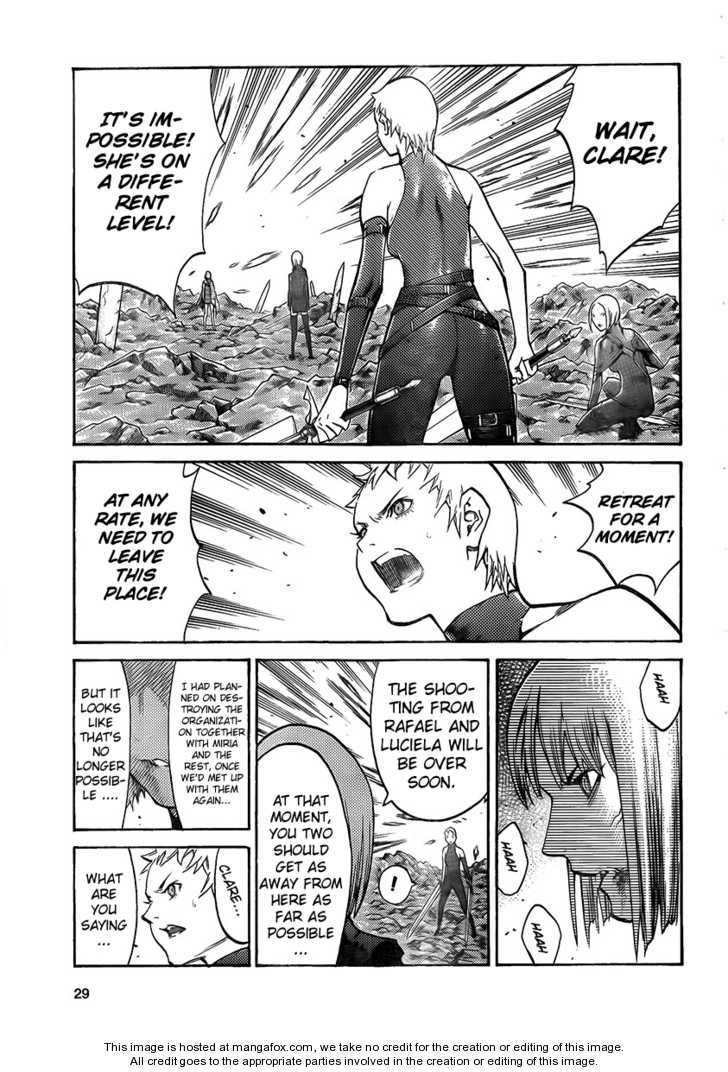 WAIT,
CLARE!
IT'S IM-
POSSIBLE!
SHE'S ON
A DIFFE-
RENT
LEVEL!
RETREAT
FOR A
MOMENT!
AT ANY
RATE, WE
NEED TO
LEAVE
THIS
PLACE!
HAAH
HAAH
HAAH
THE SHOO-
TING FROM
RAFAEL AND
LUCIELA WILL
BE OVER
SOON.
!
AT THAT
MOMENT,
YOU TWO
SHOULD
GET AS
AWAY FROM
HERE AS
FAR AS
POSSIBLE
...
I HAD PLAN-
NED ON DES-
TROYING THE
ORGANIZATI-
ON TOGETHER
WITH MIRIA
AND THE
REST, ONCE
WE'D MET UP
WITH THEM
AGAIN...
BUT IT
LOOKS
LIKE
THAT'S
NO
LONGER
POSSIB-
LE ....
CLARE...
WHAT
ARE
YOU
SAYING
...
29
This image is hosted at mangafox.com, we take no credit for the creation or editing of this image.
All credit goes to the appropriate parties involved in the creation or editing of this image.